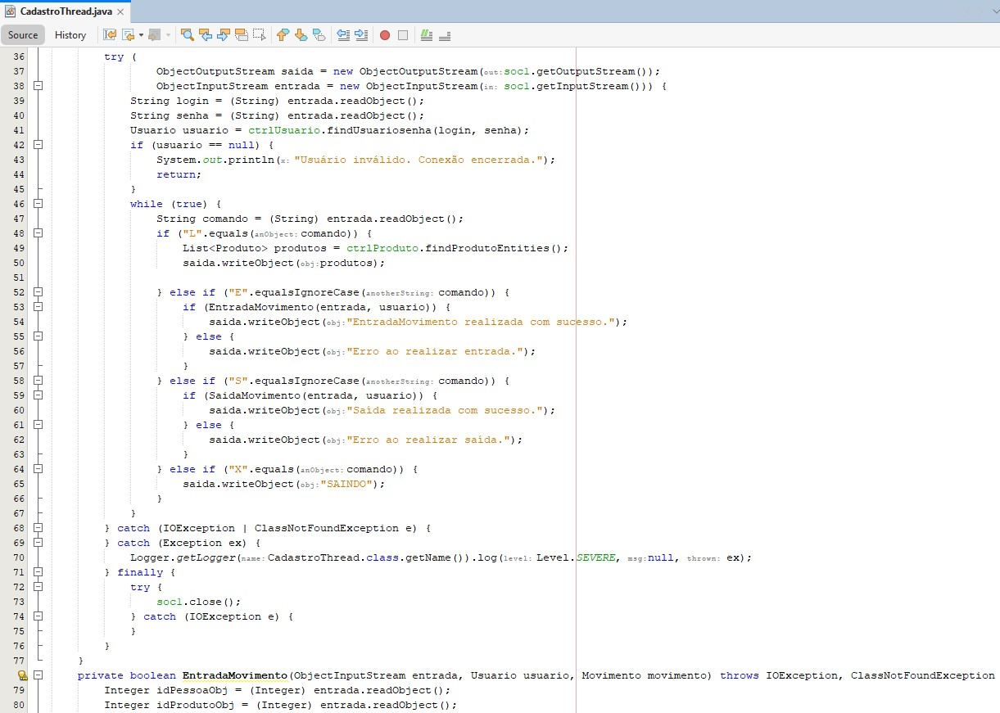 CadastroThread.java
Source History
36 try (
37 ObjectOutputStream saida = new ObjectOutputStream(out:socl.getOutputStream());
38 ObjectInputStream entrada = new ObjectInputStream(in: socl.getInputStream())) {
39 String login = (String) entrada.readObject();
40 String senha = (String) entrada.readObject();
41 Usuario usuario = ctrlUsuario.findUsuariosenha(login, senha);
42 if (usuario == null) {
43 System.out.println(x: "Usuário inválido. Conexão encerrada.");
44 return;
45 }
46 while (true) {
47 String comando = (String) entrada.readObject();
48 if ("L".equals(anObject: comando)) {
49 List<Produto> produtos = ctrlProduto.findProdutoEntities();
50 saida.writeObject(obj:produtos);
51
52 } else if ("E".equalsIgnoreCase(anotherString: comando)) {
53 if (EntradaMovimento(entrada, usuario)) {
54 saida.writeObject(obj:"EntradaMovimento realizada com sucesso.");
55 } else {
56 saida.writeObject(obj:"Erro ao realizar entrada.");
57 }
58 } else if ("S".equalsIgnoreCase(anotherString: comando)) {
59 if (SaidaMovimento(entrada, usuario)) {
60 saida.writeObject(obj:"Saída realizada com sucesso.");
61 } else {
62 saida.writeObject(obj:"Erro ao realizar saída.");
63 }
64 } else if ("X".equals(anObject: comando)) {
65 saida.writeObject(obj:"SAINDO");
66 }
67 }
68 } catch (IOException | ClassNotFoundException e) {
69 } catch (Exception ex) {
70 Logger.getLogger(name: CadastroThread.class.getName()).log(level: Level.SEVERE, msg:null, thrown: ex);
71 } finally {
72 try {
73 socl.close();
74 } catch (IOException e) {
75 }
76 }
77 }
private boolean EntradaMovimento(ObjectInputStream entrada, Usuario usuario, Movimento movimento) throws IOException, ClassNotFoundException
79 Integer idPessoaObj = (Integer) entrada.readObject();
80 Integer idProdutoObj = (Integer) entrada.readObject();